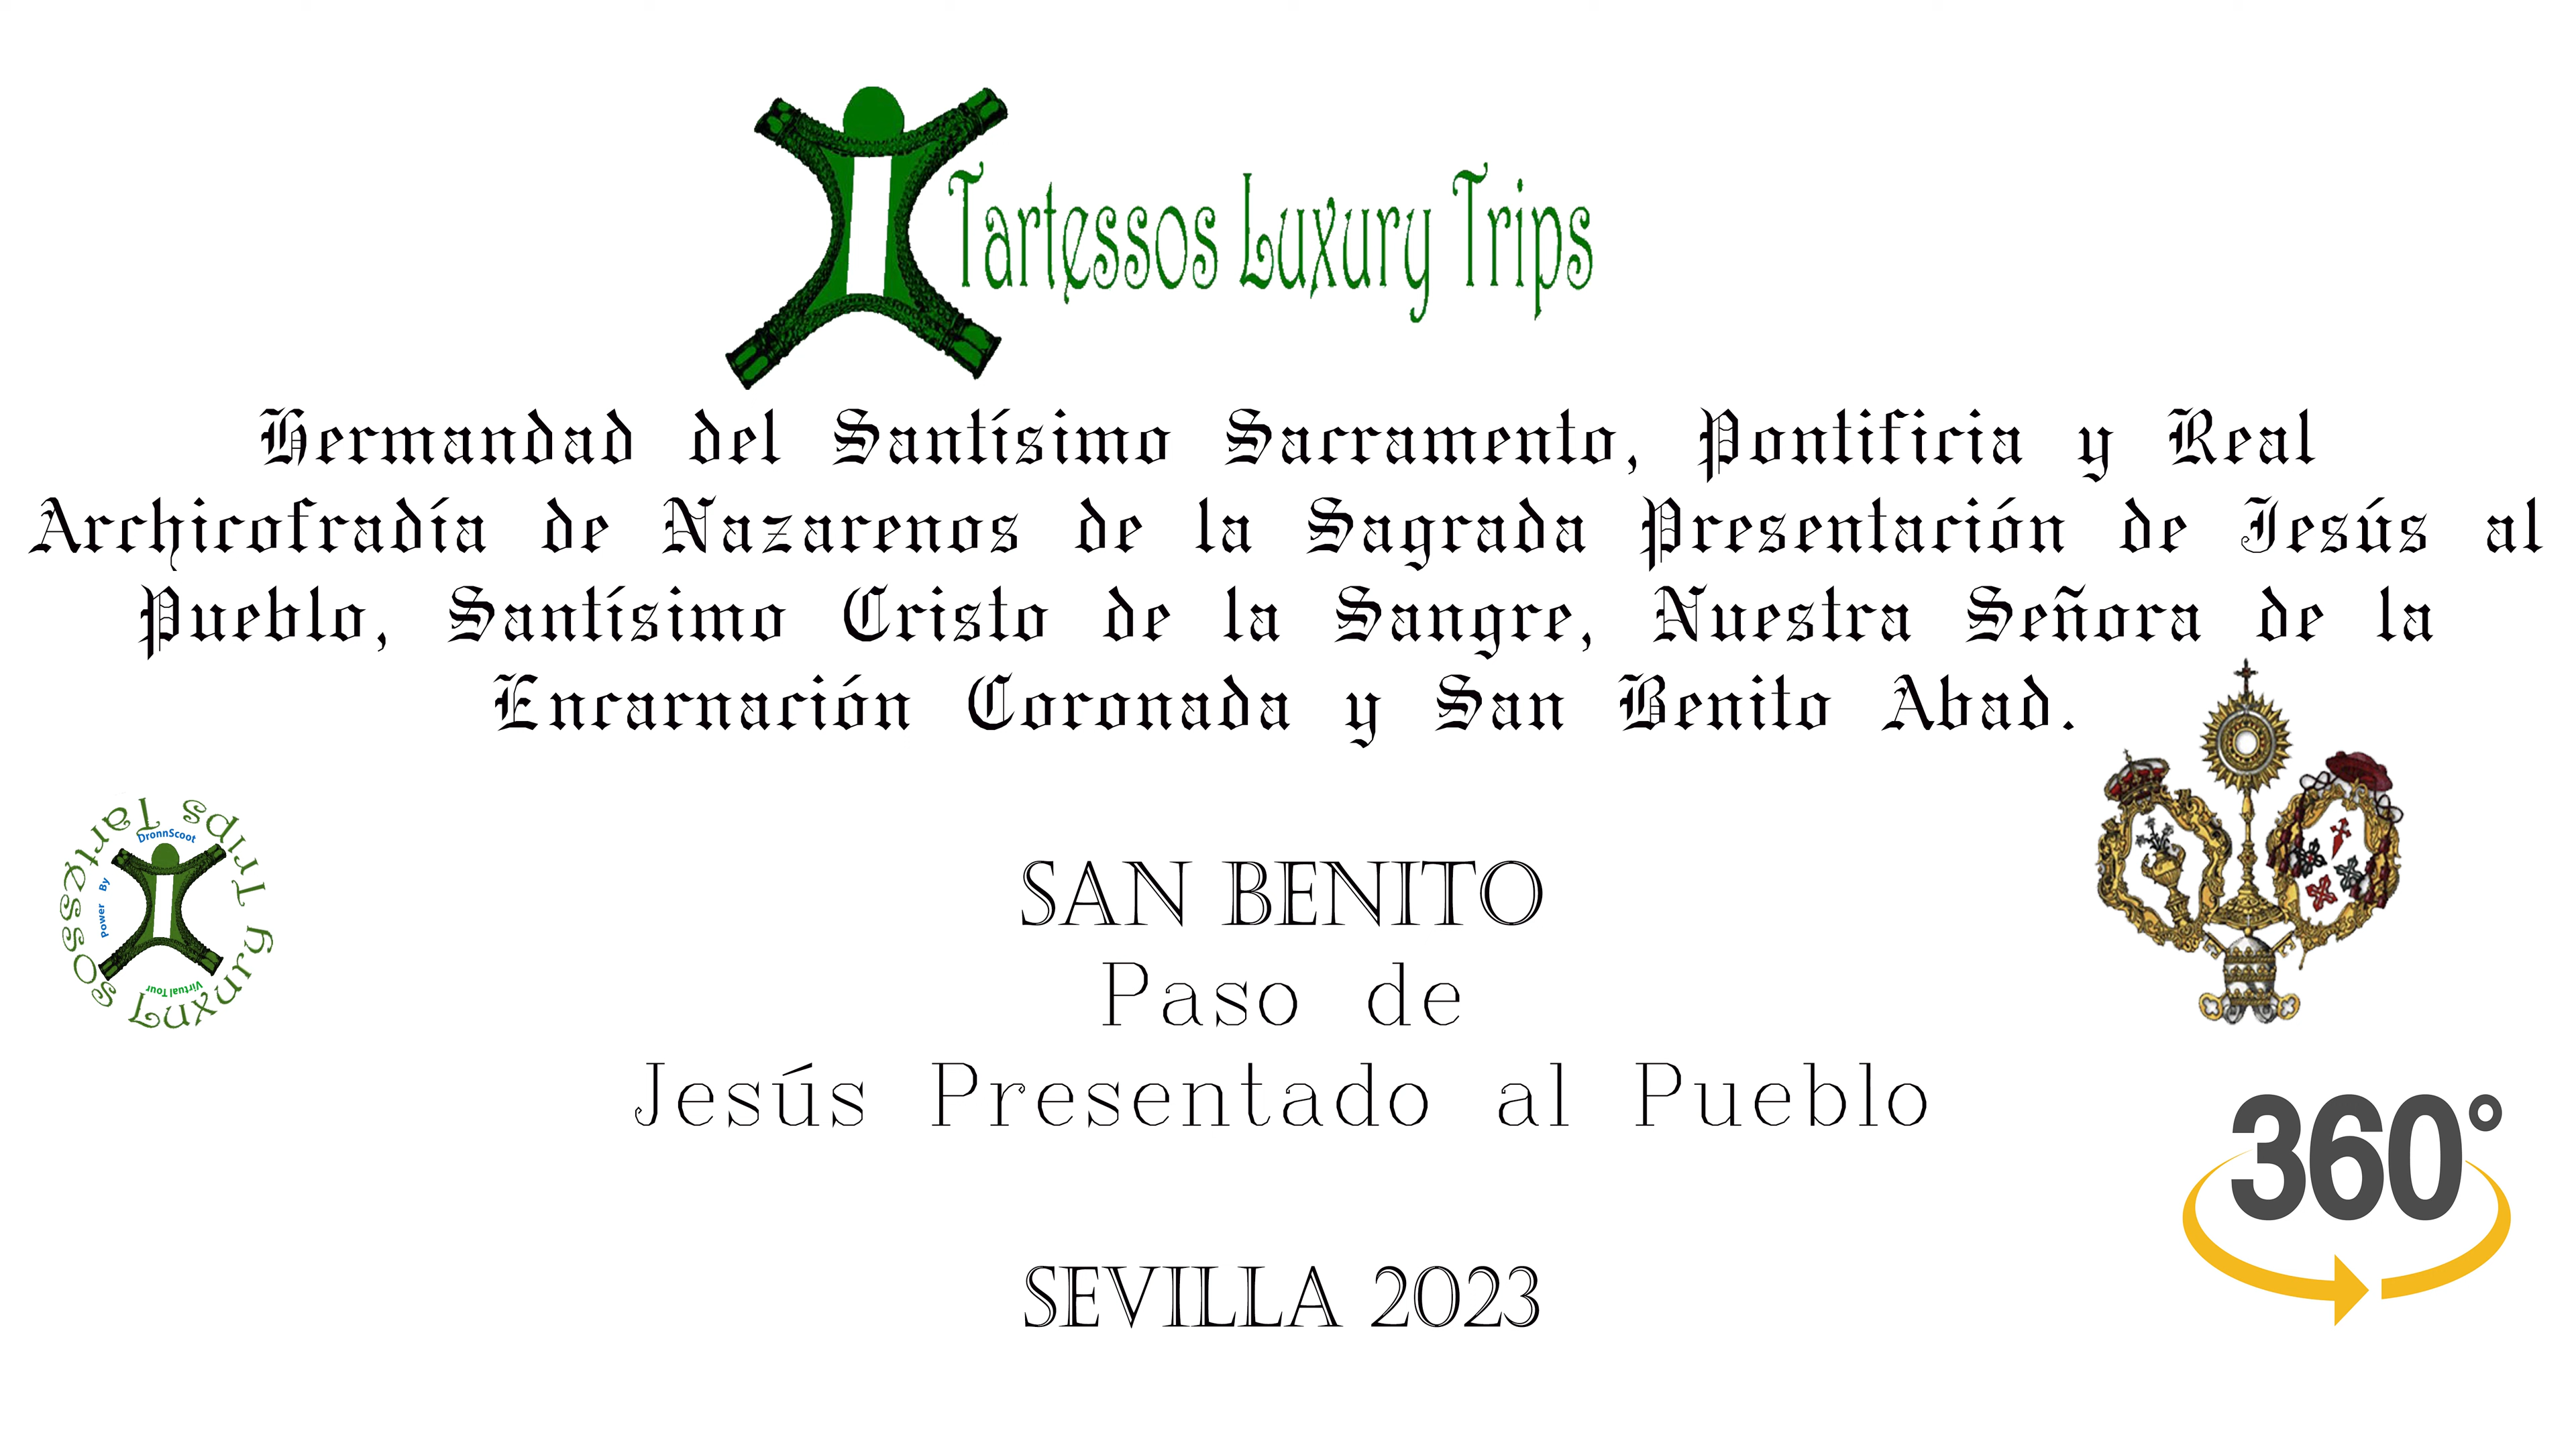 Tartessos Luxury Trips
Hermandad del Santísimo Sacramento, Pontificia y Real
Archicofradía de Nazarenos de la Sagrada Presentación de Jesús al
Pueblo, Santísimo Cristo de la Sangre, Nuestra Señora de la
Encarnación Coronada y San Benito Abad.
Tartessos Luxury Trips
DronnScoot
Power By
Virtual Tour
SAN BENITO
Paso de
Jesús Presentado al Pueblo
360°
SEVILLA 2023